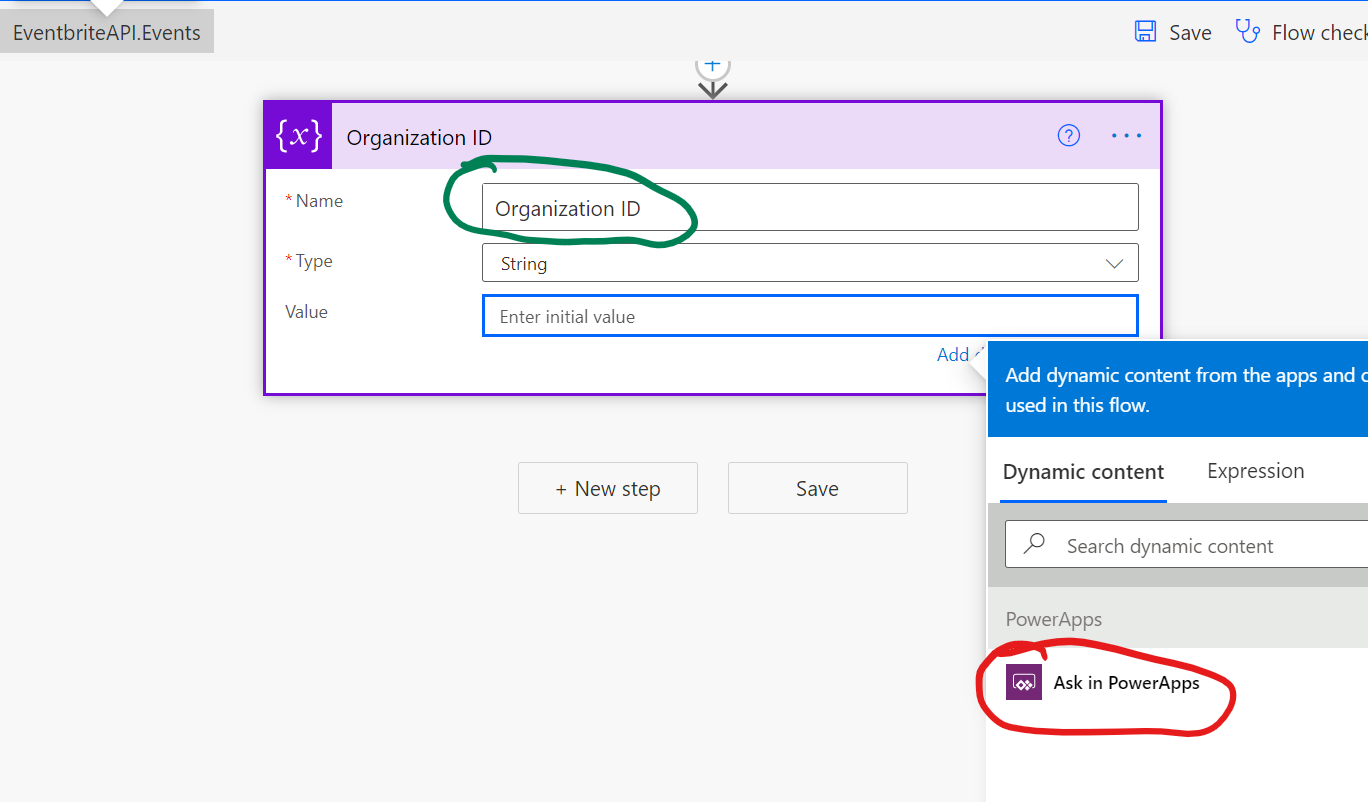 EventbriteAPI.Events
Save
Flow check
{x}
Organization ID
?
* Name
Organization ID
* Type
String
Value
Enter initial value
Add
Add dynamic content from the apps and
used in this flow.
Dynamic content
Expression
+ New step
Save
Search dynamic content
PowerApps
Ask in PowerApps